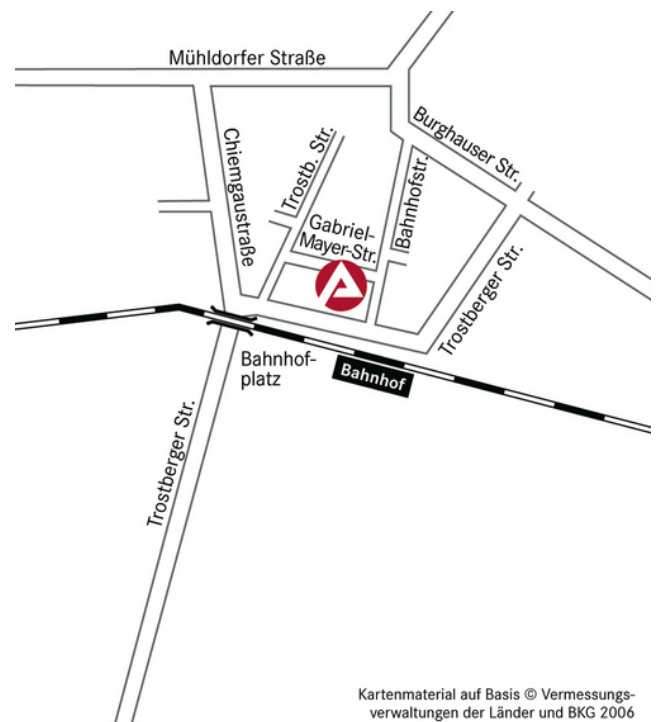 Mühldorfer Straße
Burghauser Str.
Chiemgaustraße
Trostb. Str.
Bahnhofstr.
Gabriel-
Mayer-Str.
Trostberger Str.
Bahnhof-
platz
Bahnhof
Trostberger Str.
Kartenmaterial auf Basis © Vermessungs-
verwaltungen der Länder und BKG 2006